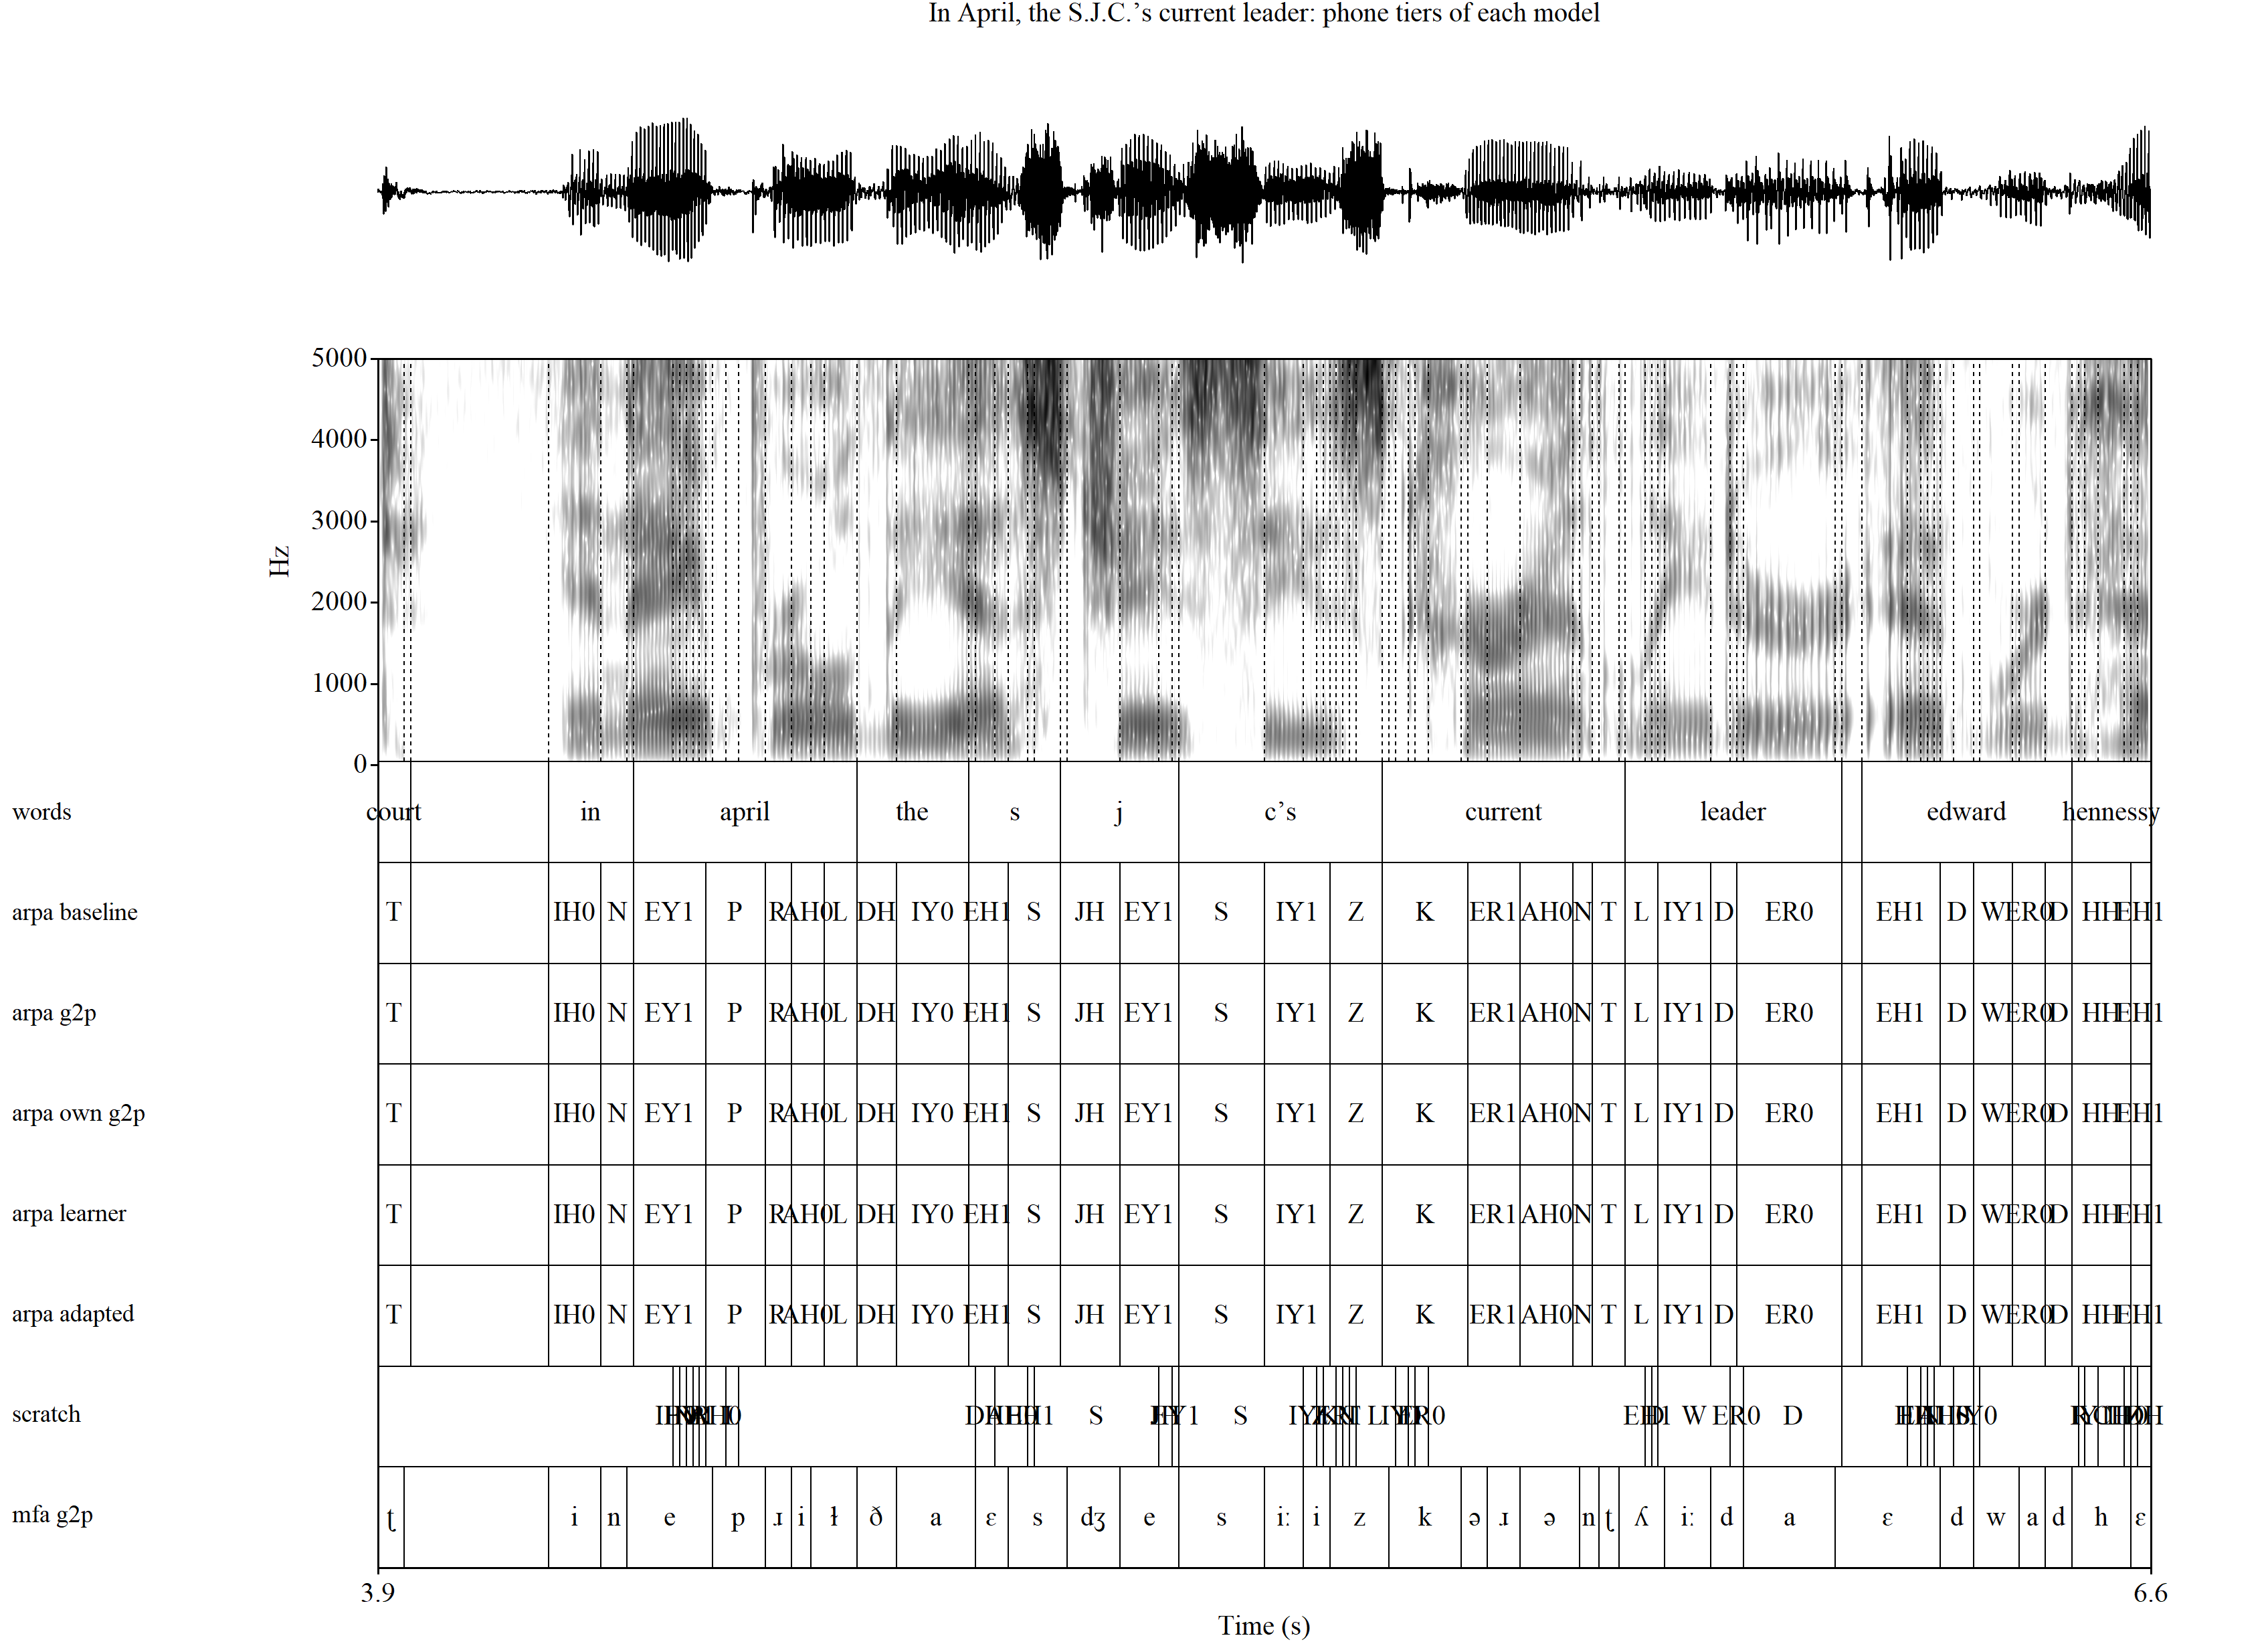 In April, the S.J.C.’s current leader: phone tiers of each model
5000
4000
3000
2000
1000
0
Hz
words court in april the s j c’s current leader edward hennessy
arpa baseline T IH0 N EY1 P R AH0 L DH IY0 EH1 S JH EY1 S IY1 Z K ER1 AH0 N T L IY1 D ER0 EH1 D W ER0 D HH EH1
arpa g2p T IH0 N EY1 P R AH0 L DH IY0 EH1 S JH EY1 S IY1 Z K ER1 AH0 N T L IY1 D ER0 EH1 D W ER0 D HH EH1
arpa own g2p T IH0 N EY1 P R AH0 L DH IY0 EH1 S JH EY1 S IY1 Z K ER1 AH0 N T L IY1 D ER0 EH1 D W ER0 D HH EH1
arpa learner T IH0 N EY1 P R AH0 L DH IY0 EH1 S JH EY1 S IY1 Z K ER1 AH0 N T L IY1 D ER0 EH1 D W ER0 D HH EH1
arpa adapted T IH0 N EY1 P R AH0 L DH IY0 EH1 S JH EY1 S IY1 Z K ER1 AH0 N T L IY1 D ER0 EH1 D W ER0 D HH EH1
scratch S S W ER0 D
mfa g2p ʈ i n e p ɹ i ɫ ð a ɛ s dʒ e s iː i z k ə ɹ ə n ʈ ʎ iː d a ɛ d w a d h ɛ
3.9 6.6
Time (s)